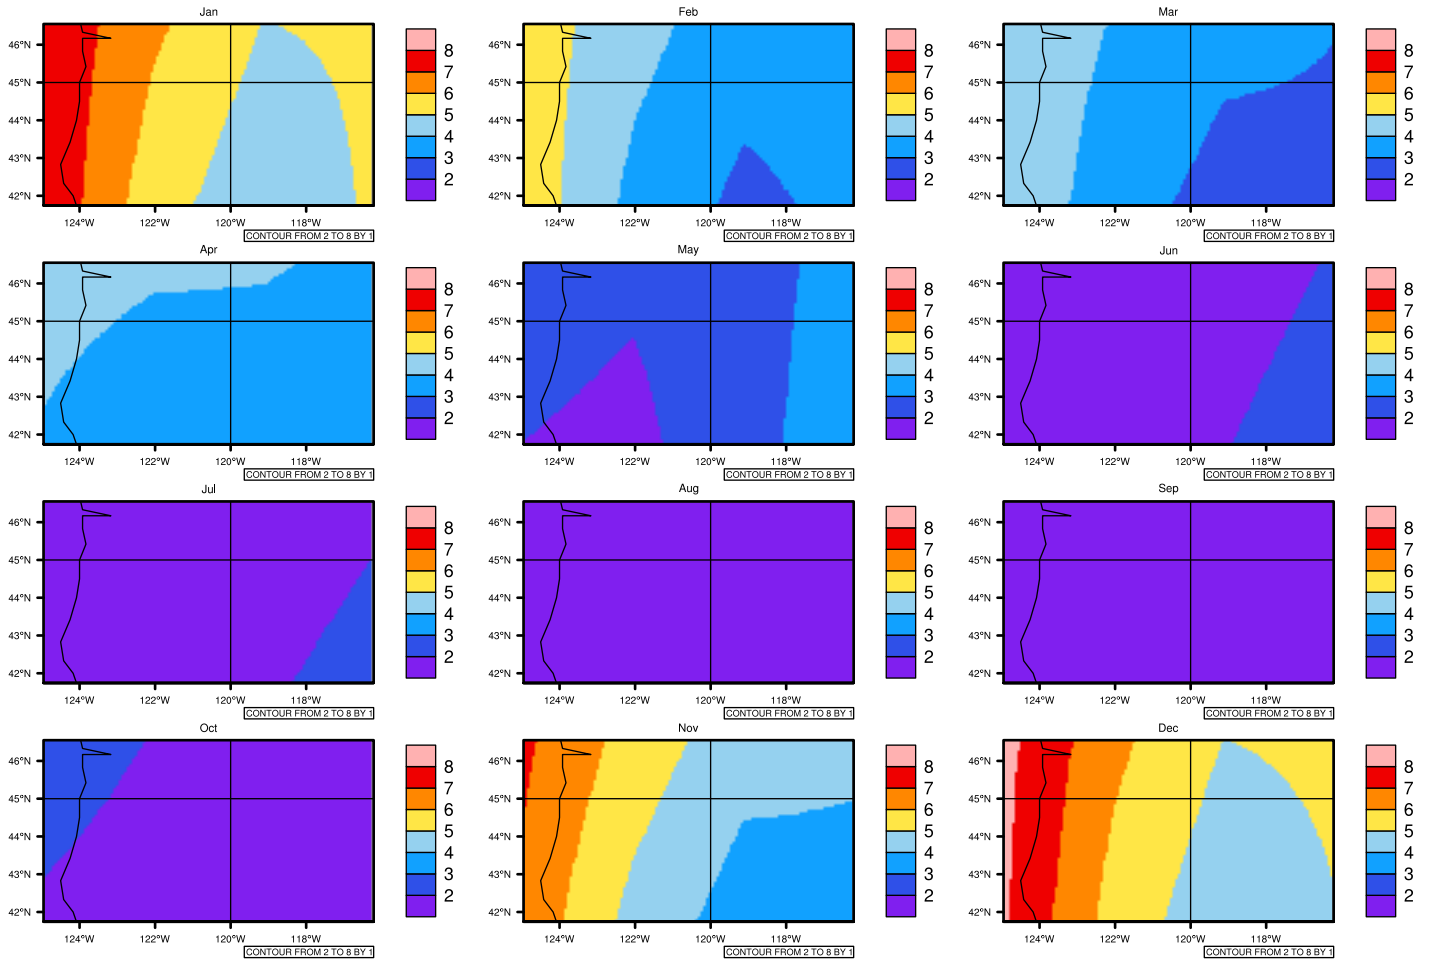 Jan Feb Mar
46°N 8 46°N 8 46°N 8
7 7 7
45°N 6 45°N 6 45°N 6
44°N 5 44°N 5 44°N 5
4 4 4
43°N 3 43°N 3 43°N 3
42°N 2 42°N 2 42°N 2
124°W 122°W 120°W 118°W 124°W 122°W 120°W 118°W 124°W 122°W 120°W 118°W
CONTOUR FROM 2 TO 8 BY 1 CONTOUR FROM 2 TO 8 BY 1 CONTOUR FROM 2 TO 8 BY 1
Apr May Jun
46°N 8 46°N 8 46°N 8
7 7 7
45°N 6 45°N 6 45°N 6
44°N 5 44°N 5 44°N 5
4 4 4
43°N 3 43°N 3 43°N 3
42°N 2 42°N 2 42°N 2
124°W 122°W 120°W 118°W 124°W 122°W 120°W 118°W 124°W 122°W 120°W 118°W
CONTOUR FROM 2 TO 8 BY 1 CONTOUR FROM 2 TO 8 BY 1 CONTOUR FROM 2 TO 8 BY 1
Jul Aug Sep
46°N 8 46°N 8 46°N 8
7 7 7
45°N 6 45°N 6 45°N 6
44°N 5 44°N 5 44°N 5
4 4 4
43°N 3 43°N 3 43°N 3
42°N 2 42°N 2 42°N 2
124°W 122°W 120°W 118°W 124°W 122°W 120°W 118°W 124°W 122°W 120°W 118°W
CONTOUR FROM 2 TO 8 BY 1 CONTOUR FROM 2 TO 8 BY 1 CONTOUR FROM 2 TO 8 BY 1
Oct Nov Dec
46°N 8 46°N 8 46°N 8
7 7 7
45°N 6 45°N 6 45°N 6
44°N 5 44°N 5 44°N 5
4 4 4
43°N 3 43°N 3 43°N 3
42°N 2 42°N 2 42°N 2
124°W 122°W 120°W 118°W 124°W 122°W 120°W 118°W 124°W 122°W 120°W 118°W
CONTOUR FROM 2 TO 8 BY 1 CONTOUR FROM 2 TO 8 BY 1 CONTOUR FROM 2 TO 8 BY 1